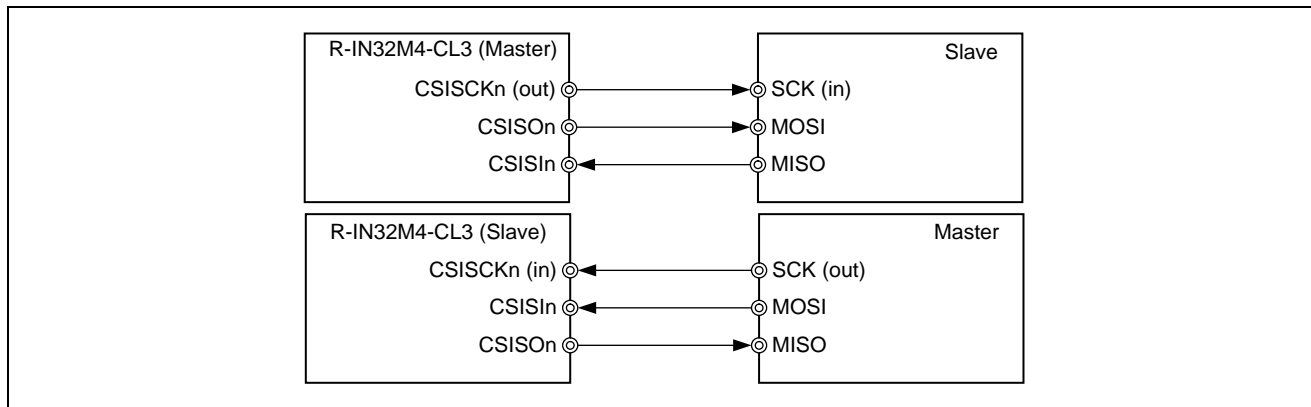 R-IN32M4-CL3 (Master) Slave
CSISCKn (out) SCK (in)
CSISOn MOSI
CSISIn MISO
R-IN32M4-CL3 (Slave) Master
CSISCKn (in) SCK (out)
CSISIn MOSI
CSISOn MISO